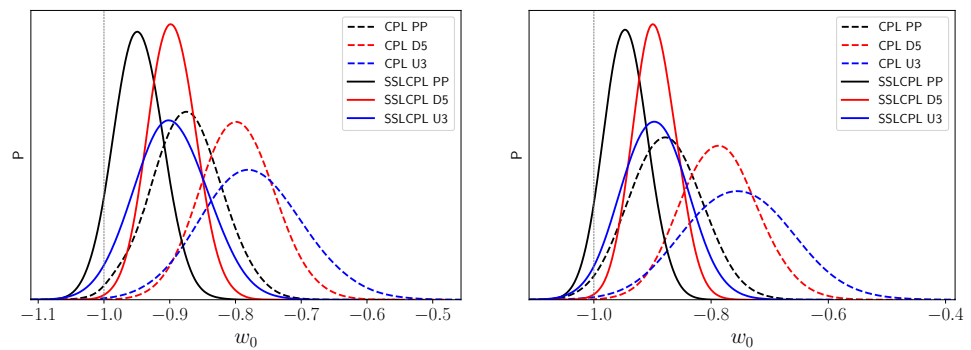 CPL PP
CPL D5
CPL U3
SSLCPL PP
SSLCPL D5
SSLCPL U3
P
−1.1 −1.0 −0.9 −0.8 −0.7 −0.6 −0.5
w0
CPL PP
CPL D5
CPL U3
SSLCPL PP
SSLCPL D5
SSLCPL U3
P
−1.0 −0.8 −0.6 −0.4
w0